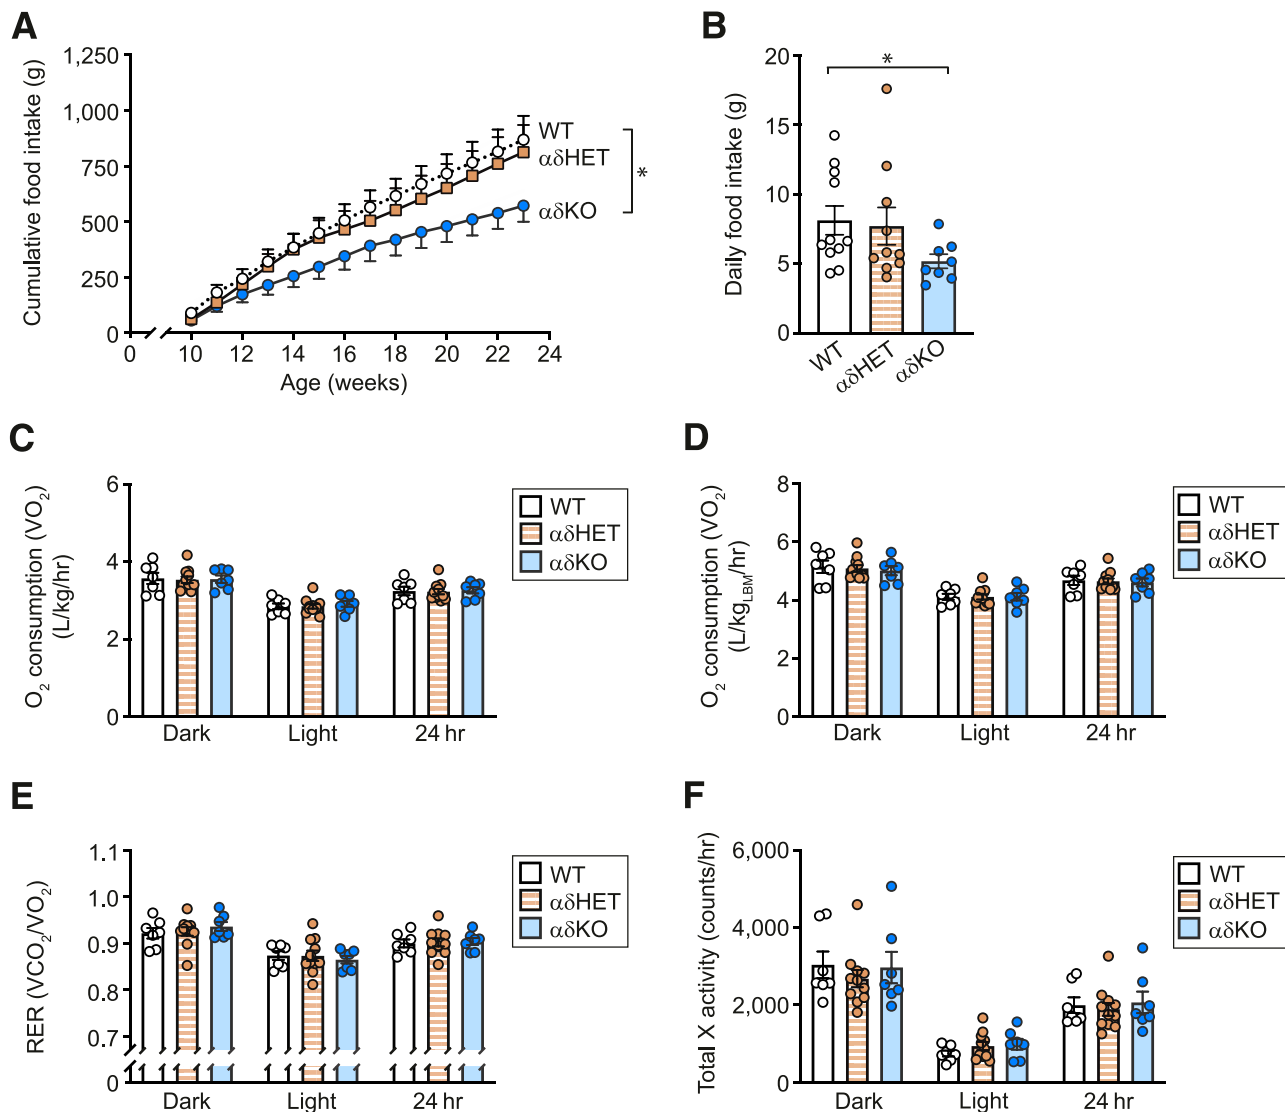 A
Cumulative food intake (g)
1,250
1,000
750
500
250
0
0
10
12
14
16
18
20
22
24
Age (weeks)
WT
αδHET
αδKO
*
B
Daily food intake (g)
20
15
10
5
0
*
WT
αδHET
αδKO
C
O₂ consumption (VO₂)
(L/kg/hr)
6
4
2
0
Dark
Light
24 hr
WT
αδHET
αδKO
D
O₂ consumption (VO₂)
(L/kg_LBM/hr)
8
6
4
2
0
Dark
Light
24 hr
WT
αδHET
αδKO
E
RER (VCO₂/VO₂)
1.1
1.0
0.9
0.8
0.7
0
Dark
Light
24 hr
WT
αδHET
αδKO
F
Total X activity (counts/hr)
6,000
4,000
2,000
0
Dark
Light
24 hr
WT
αδHET
αδKO